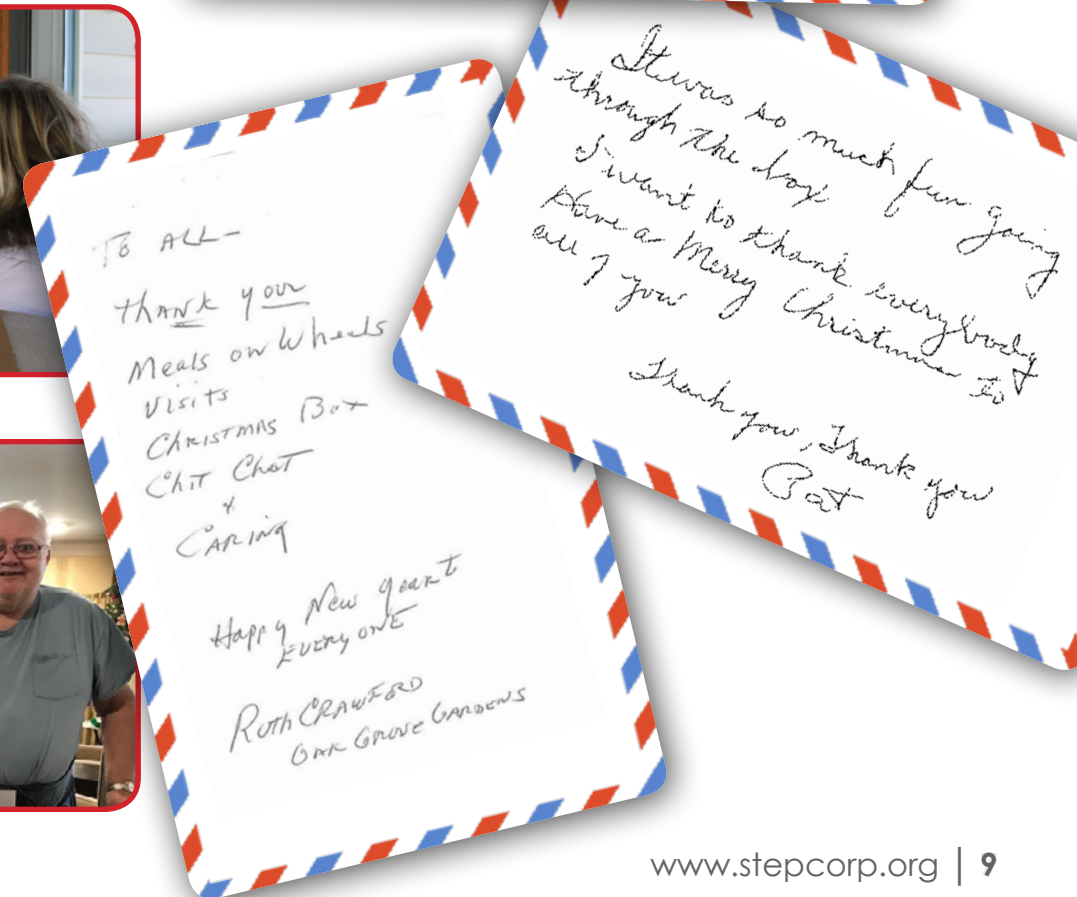 TO ALL-
THANK YOU
Meals on Wheels
Visits
CHRISTMAS Box
Chit Chat
&
CARING
Happy New Year T
EVERYONE
RUTH CRAWFORD
OAK GROVE GARDENS
It was so much fun going
through the box
I want to thank everybody
Have a Merry Christmas to
all of you
Thank you, Thank you
Pat
www.stepcorp.org | 9